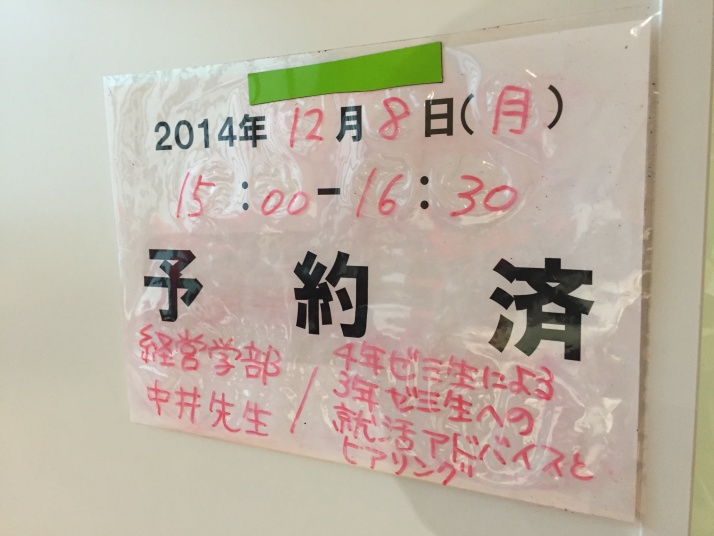 2014年 12月 8日(月)
15:00-16:30
予約済
経営学部
中井先生
/
4年ゼミ生による
3年ゼミ生への
就活アドバイスと
ヒアリング